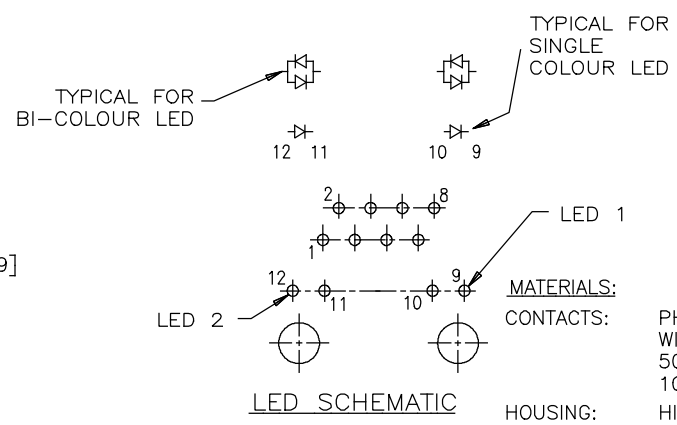 TYPICAL FOR
SINGLE
COLOUR LED
TYPICAL FOR
BI-COLOUR LED
12 11
10 9
2
8
1
LED 1
9]
12
11
10
9
LED 2
LED SCHEMATIC
MATERIALS:
CONTACTS:
HOUSING: